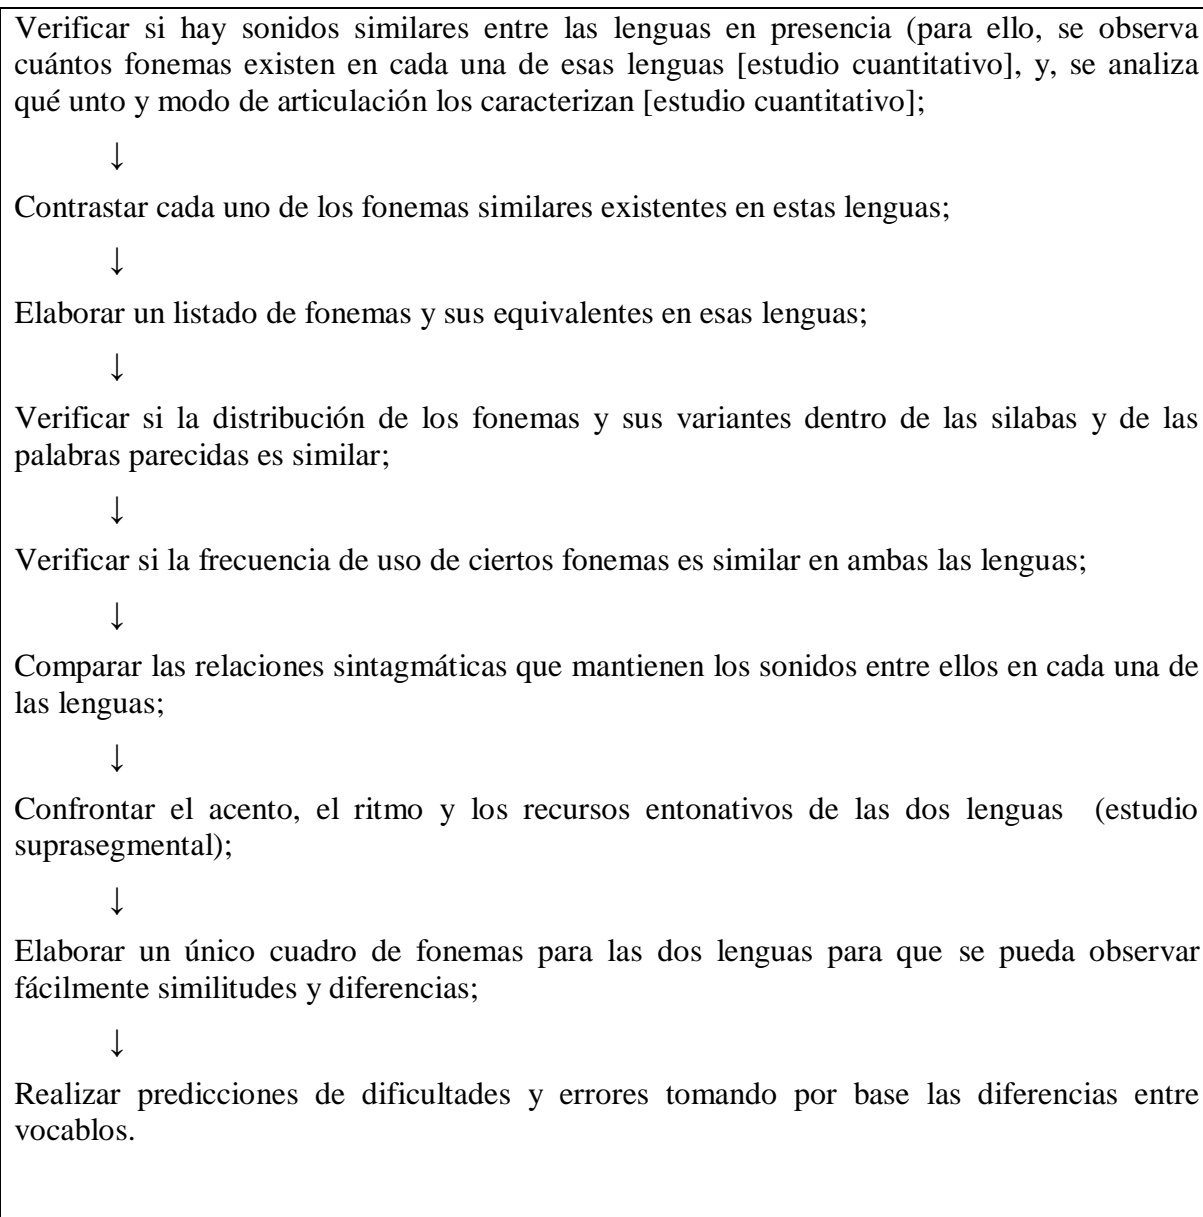 Verificar si hay sonidos similares entre las lenguas en presencia (para ello, se observa
cuántos fonemas existen en cada una de esas lenguas [estudio cuantitativo], y, se analiza
qué unto y modo de articulación los caracterizan [estudio cuantitativo];
↓
Contrastar cada uno de los fonemas similares existentes en estas lenguas;
↓
Elaborar un listado de fonemas y sus equivalentes en esas lenguas;
↓
Verificar si la distribución de los fonemas y sus variantes dentro de las silabas y de las
palabras parecidas es similar;
↓
Verificar si la frecuencia de uso de ciertos fonemas es similar en ambas las lenguas;
↓
Comparar las relaciones sintagmáticas que mantienen los sonidos entre ellos en cada una de
las lenguas;
↓
Confrontar el acento, el ritmo y los recursos entonativos de las dos lenguas (estudio
suprasegmental);
↓
Elaborar un único cuadro de fonemas para las dos lenguas para que se pueda observar
fácilmente similitudes y diferencias;
↓
Realizar predicciones de dificultades y errores tomando por base las diferencias entre
vocablos.